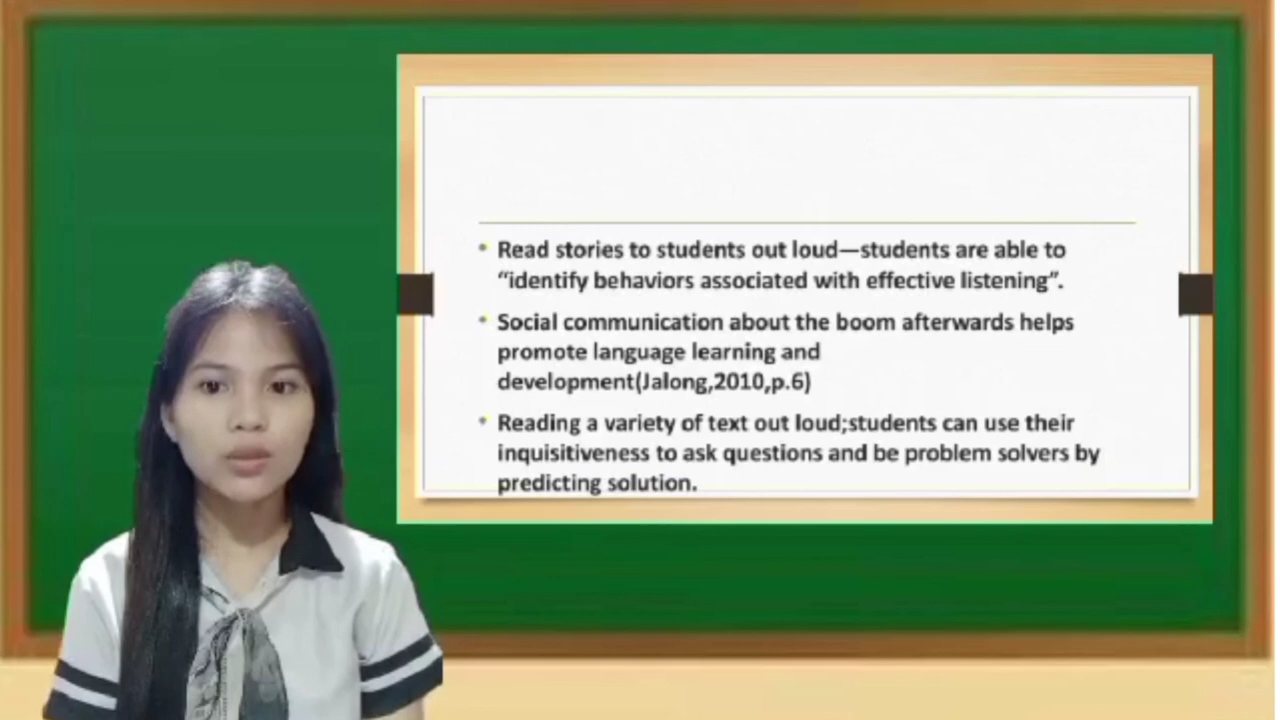 Read stories to students out loud—students are able to
“identify behaviors associated with effective listening”.
Social communication about the boom afterwards helps
promote language learning and
development(Jalong,2010,p.6)
Reading a variety of text out loud;students can use their
inquisitiveness to ask questions and be problem solvers by
predicting solution.